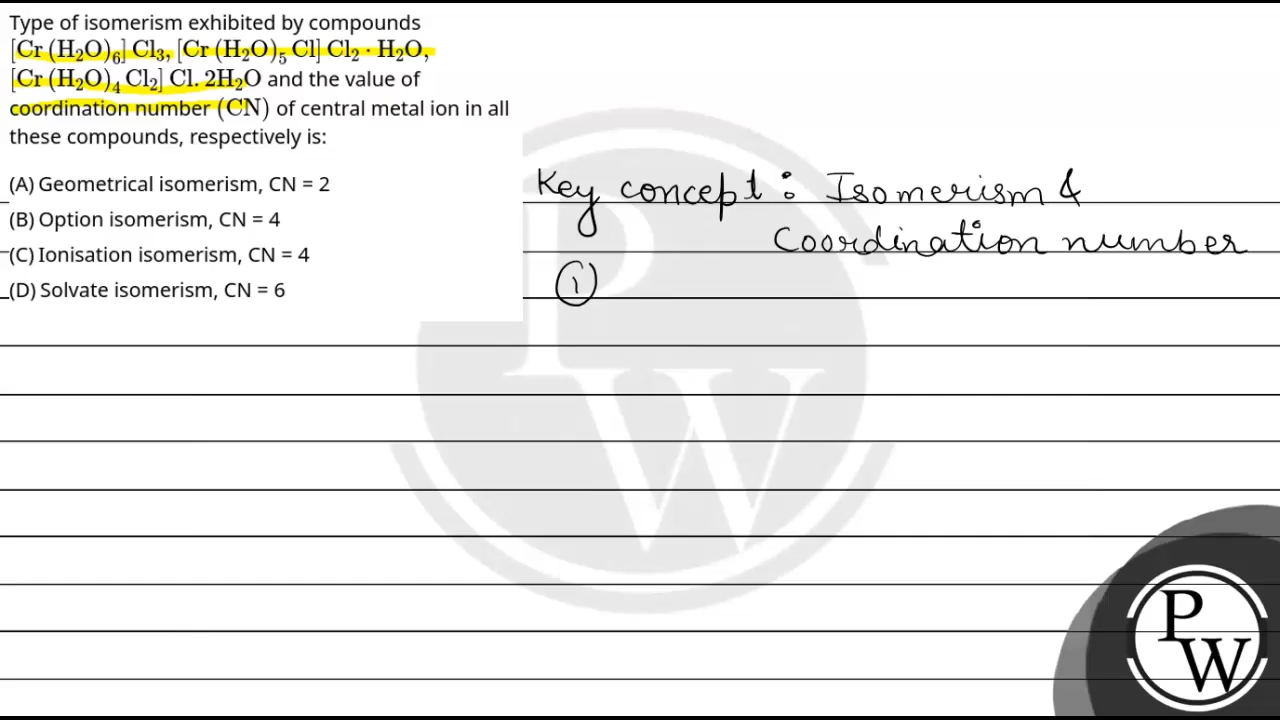 Type of isomerism exhibited by compounds
[Cr (H₂O)₆] Cl₃, [Cr (H₂O)₅ Cl] Cl₂ · H₂O,
[Cr (H₂O)₄ Cl₂] Cl. 2H₂O and the value of
coordination number (CN) of central metal ion in all
these compounds, respectively is:
(A) Geometrical isomerism, CN = 2
(B) Option isomerism, CN = 4
(C) Ionisation isomerism, CN = 4
(D) Solvate isomerism, CN = 6
Key concept : Isomerism &
Coordination number
①
P
W
P
W